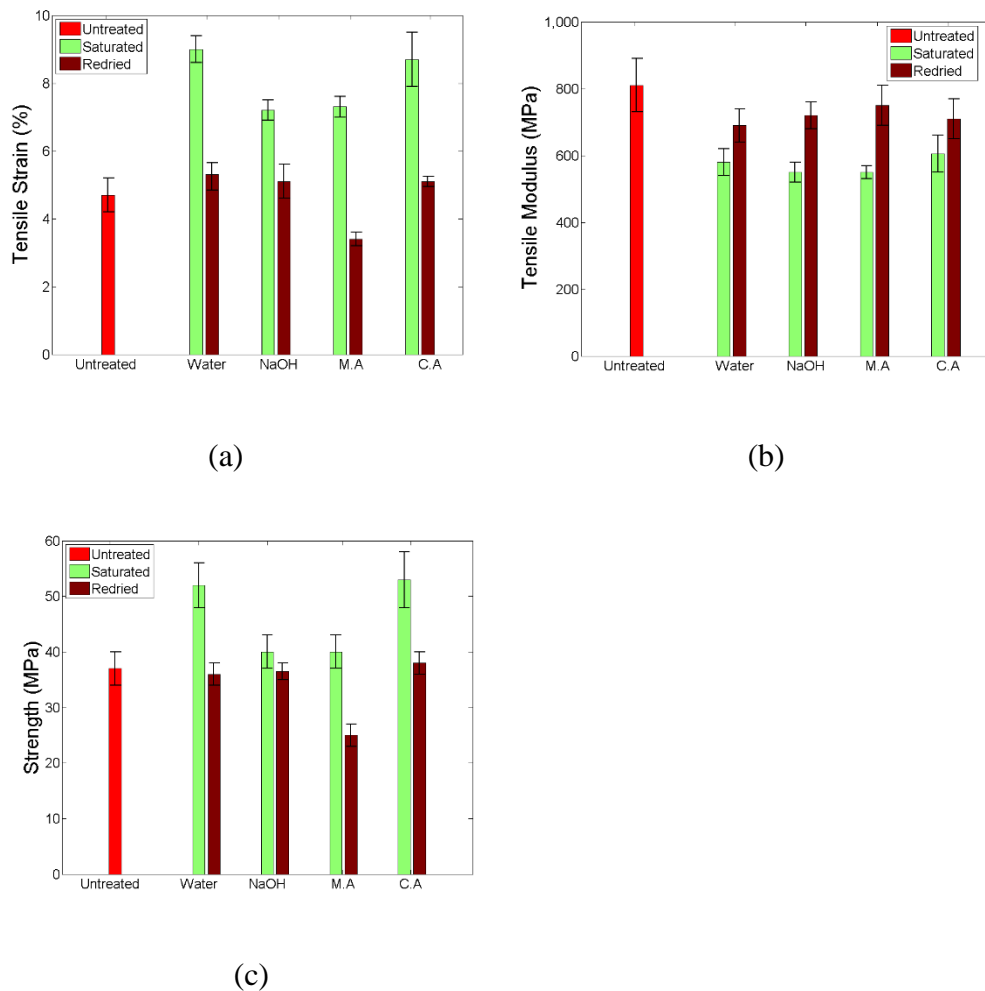 10
8
6
4
2
0
Tensile Strain (%)
Untreated
Saturated
Redried
Untreated
Water
NaOH
M.A
C.A
(a)
1,000
800
600
400
200
0
Tensile Modulus (MPa)
Untreated
Saturated
Redried
Untreated
Water
NaOH
M.A
C.A
(b)
60
50
40
30
20
10
0
Strength (MPa)
Untreated
Saturated
Redried
Untreated
Water
NaOH
M.A
C.A
(c)